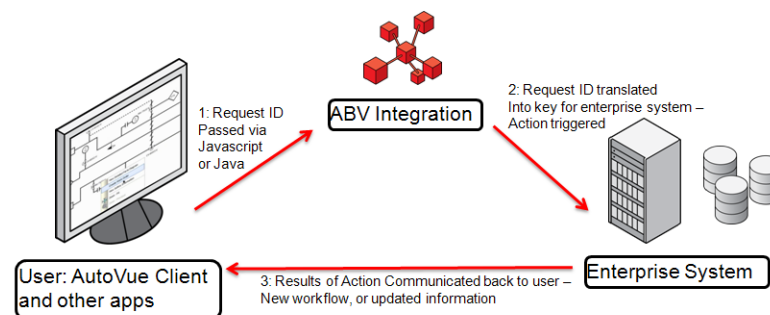 1: Request ID
Passed via
Javascript
or Java
ABV Integration
2: Request ID translated
Into key for enterprise system –
Action triggered
User: AutoVue Client
and other apps
3: Results of Action Communicated back to user –
New workflow, or updated information
Enterprise System